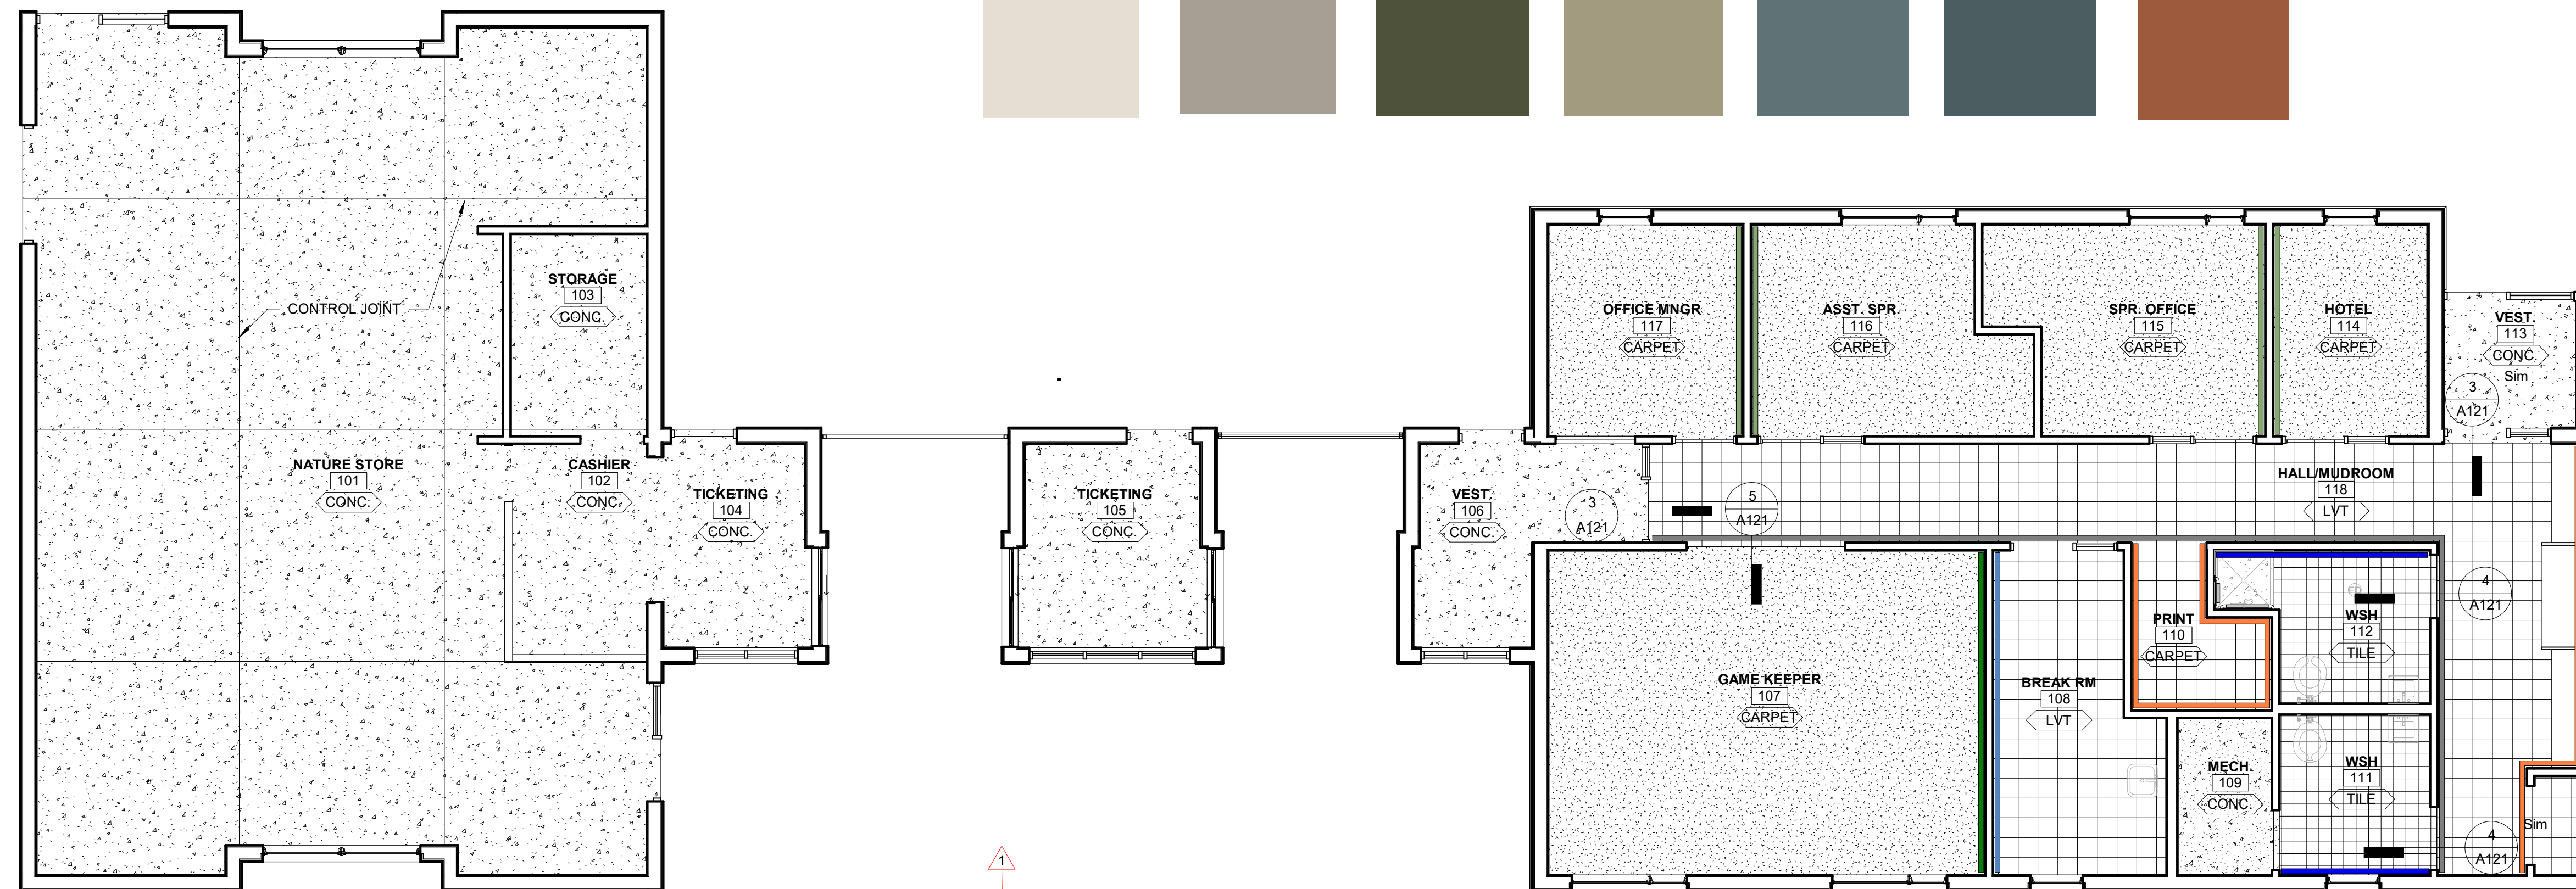 STORAGE
103
CONC.
CONTROL JOINT
NATURE STORE
101
CONC.
CASHIER
102
CONC.
TICKETING
104
CONC.
TICKETING
105
CONC.
VEST.
106
CONC.
OFFICE MNGR
117
CARPET
ASST. SPR.
116
CARPET
SPR. OFFICE
115
CARPET
HOTEL
114
CARPET
VEST.
113
CONC.
Sim
3
A121
HALL/MUDROOM
118
LVT
3
A121
5
A121
GAME KEEPER
107
CARPET
BREAK RM
108
LVT
PRINT
110
CARPET
WSH
112
TILE
4
A121
MECH.
109
CONC.
WSH
111
TILE
Sim
4
A121
1